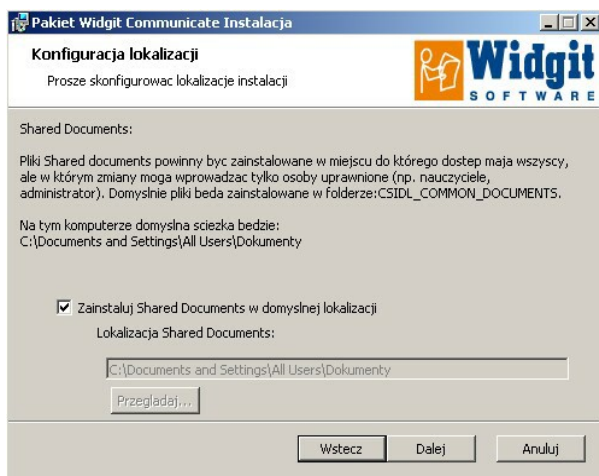 Pakiet Widgit Communicate Instalacja
Konfiguracja lokalizacji
Prosze skonfigurowac lokalizacje instalacji
Widgit
SOFTWARE
Shared Documents:
Pliki Shared documents powinny byc zainstalowane w miejscu do którego dostep maja wszyscy,
ale w którym zmiany moga wprowadzac tylko osoby uprawnione (np. nauczyciele,
administrator). Domyslnie pliki beda zainstalowane w folderze:CSIDL_COMMON_DOCUMENTS.
Na tym komputerze domyslna sciezka bedzie:
C:\Documents and Settings\All Users\Dokumenty
Zainstaluj Shared Documents w domyslnej lokalizacji
Lokalizacja Shared Documents:
C:\Documents and Settings\All Users\Dokumenty
Przegladaj...
Wstecz Dalej Anuluj